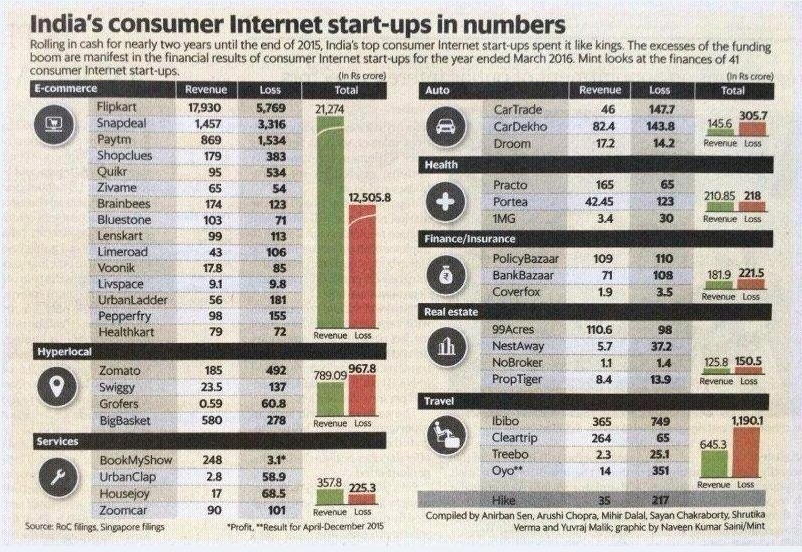 India's consumer Internet start-ups in numbers
Rolling in cash for nearly two years until the end of 2015, India's top consumer Internet start-ups spent it like kings. The excesses of the funding
boom are manifest in the financial results of consumer Internet start-ups for the year ended March 2016. Mint looks at the finances of 41
consumer Internet start-ups.
(In Rs crore)
E-commerce Revenue Loss Total
Flipkart 17,930 5,769
Snapdeal 1,457 3,316
Paytm 869 1,534
Shopclues 179 383
Quikr 95 534
Zivame 65 54
Brainbees 174 123
Bluestone 103 71
Lenskart 99 113
Limeroad 43 106
Voonik 17.8 85
Livspace 9.1 9.8
UrbanLadder 56 181
Pepperfry 98 155
Healthkart 79 72
21,274
12,505.8
Revenue Loss
Hyperlocal
Zomato 185 492
Swiggy 23.5 137
Grofers 0.59 60.8
BigBasket 580 278
789.09 967.8
Revenue Loss
Services
BookMyShow 248 3.1*
UrbanClap 2.8 58.9
Housejoy 17 68.5
Zoomcar 90 101
357.8 225.3
Revenue Loss
Source: RoC filings, Singapore filings
*Profit, **Result for April-December 2015
(In Rs crore)
Auto Revenue Loss Total
CarTrade 46 147.7
CarDekho 82.4 143.8
Droom 17.2 14.2
145.6 305.7
Revenue Loss
Health
Practo 165 65
Portea 42.45 123
1MG 3.4 30
210.85 218
Revenue Loss
Finance/Insurance
PolicyBazaar 109 110
BankBazaar 71 108
Coverfox 1.9 3.5
181.9 221.5
Revenue Loss
Real estate
99Acres 110.6 98
NestAway 5.7 37.2
NoBroker 1.1 1.4
PropTiger 8.4 13.9
125.8 150.5
Revenue Loss
Travel
Ibibo 365 749
Cleartrip 264 65
Treebo 2.3 25.1
Oyo** 14 351
645.3
1,190.1
Revenue Loss
Hike 35 217
Compiled by Anirban Sen, Arushi Chopra, Mihir Dalal, Sayan Chakraborty, Shrutika
Verma and Yuvraj Malik; graphic by Naveen Kumar Saini/Mint